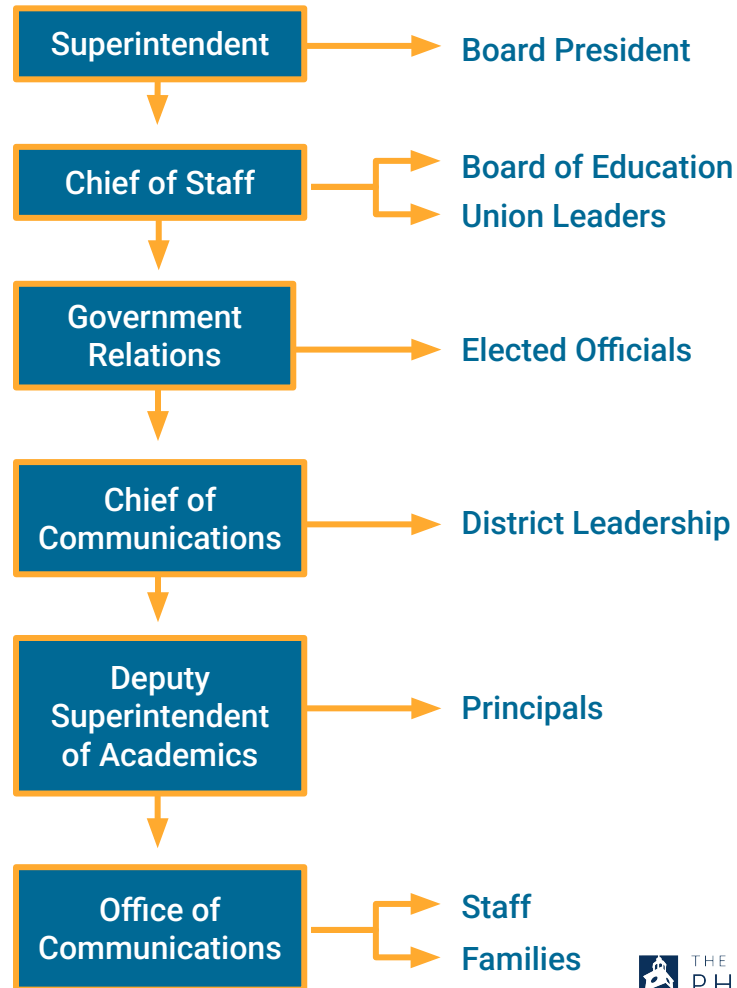 Superintendent
Board President
Chief of Staff
Board of Education
Union Leaders
Government
Relations
Elected Officials
Chief of
Communications
District Leadership
Deputy
Superintendent
of Academics
Principals
Office of
Communications
Staff
Families
THE